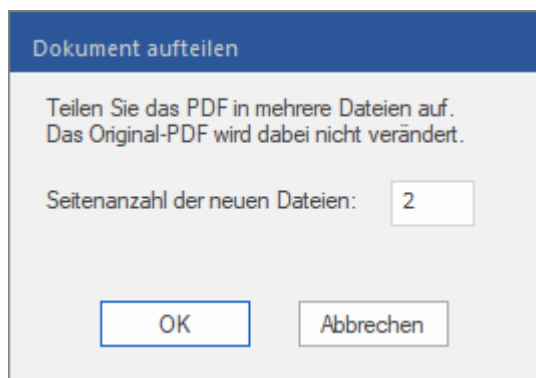 Dokument aufteilen
Teilen Sie das PDF in mehrere Dateien auf.
Das Original-PDF wird dabei nicht verändert.
Seitenanzahl der neuen Dateien: 2
OK Abbrechen